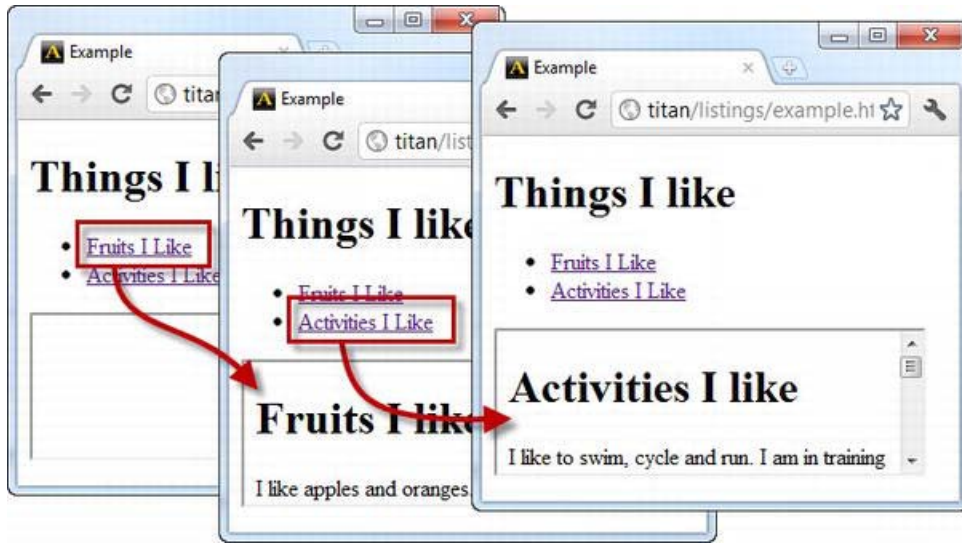 Example
titar
Things I li
Fruits I Like
Activities I Like
Example
titan/list
Things I like
Fruits I Like
Activities I Like
Fruits I like
I like apples and oranges.
Example
titan/listings/example.ht
Things I like
Fruits I Like
Activities I Like
Activities I like
I like to swim, cycle and run. I am in training